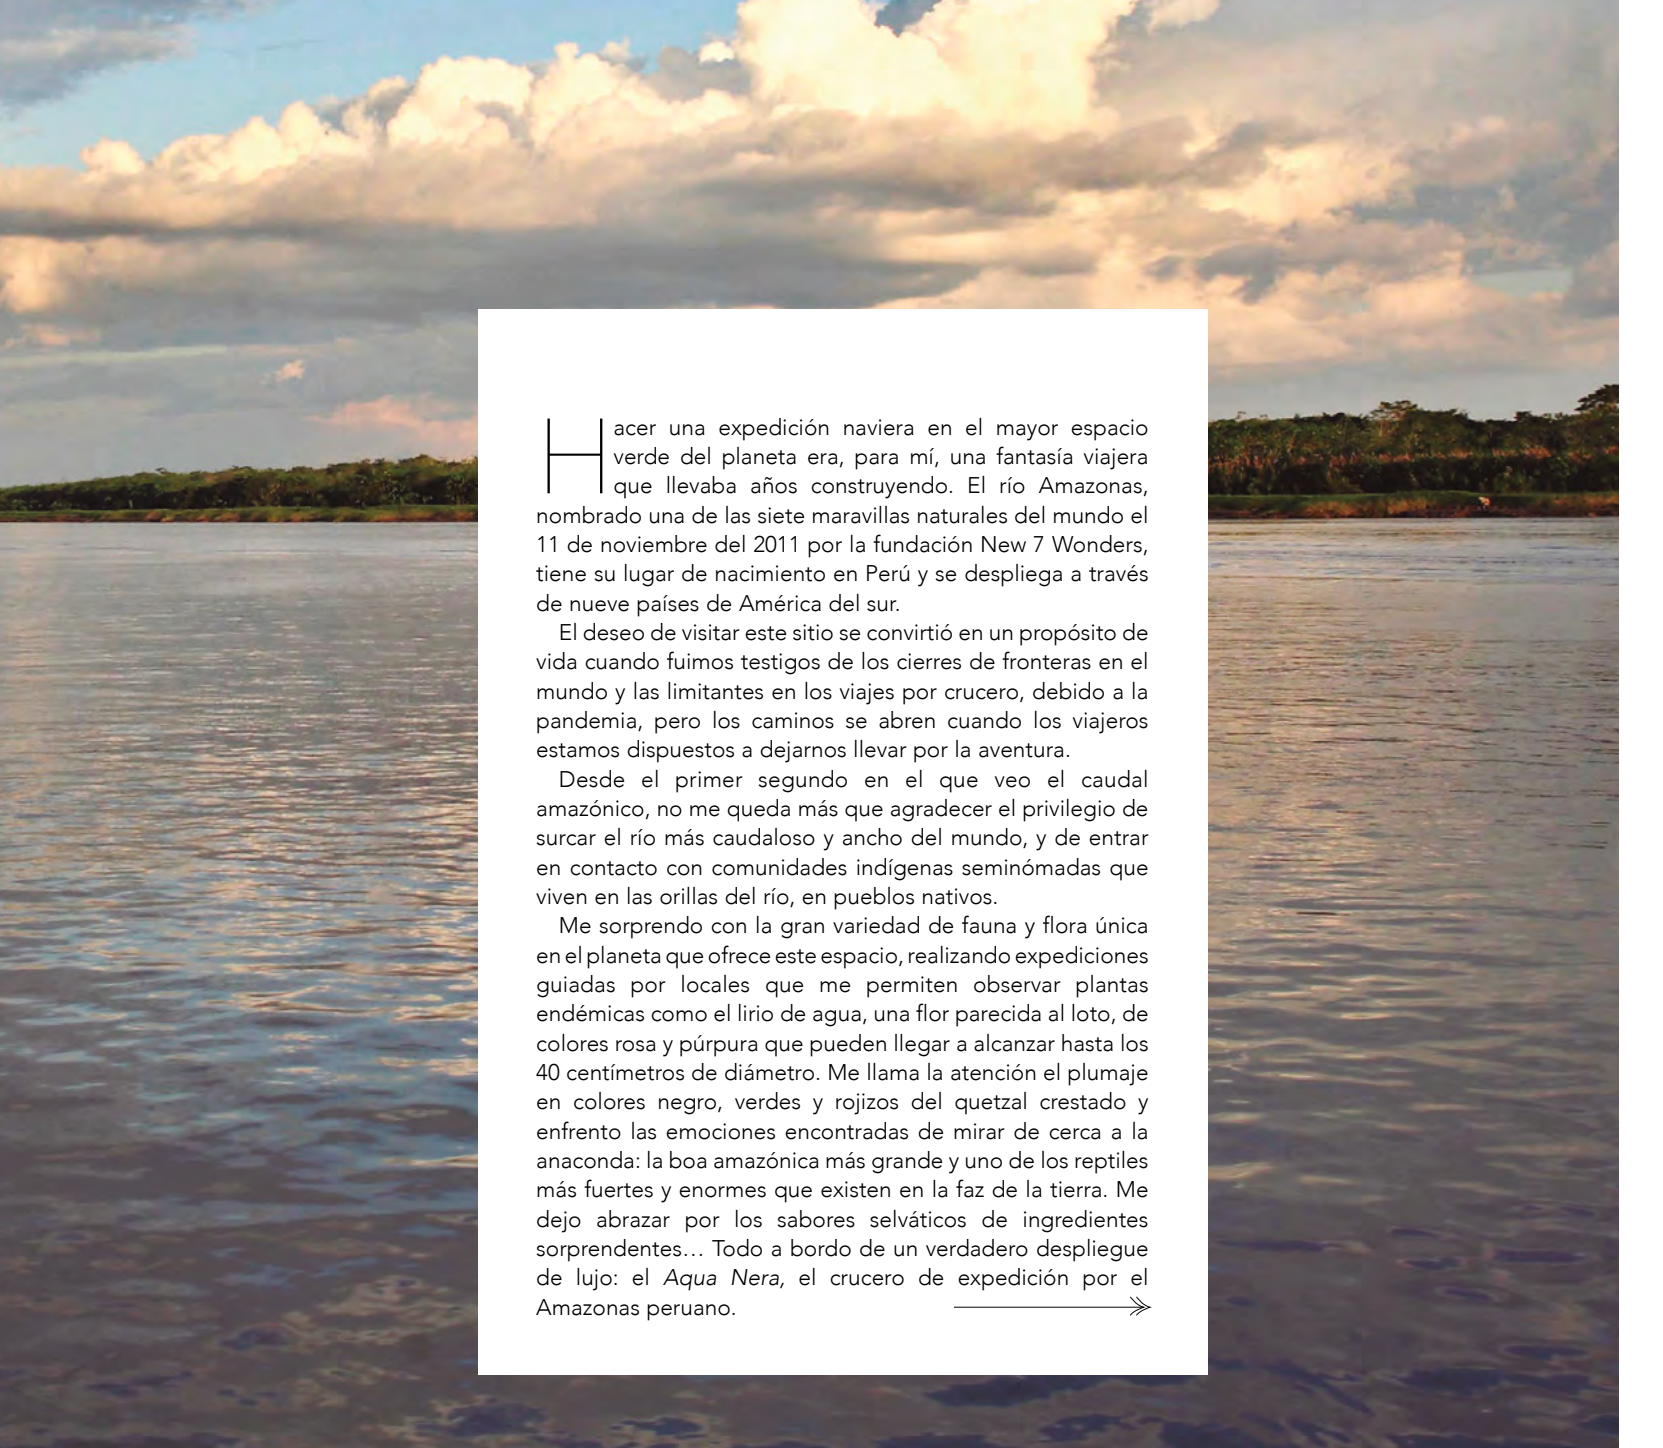 Hacer una expedición naviera en el mayor espacio
verde del planeta era, para mí, una fantasía viajera
que llevaba años construyendo. El río Amazonas,
nombrado una de las siete maravillas naturales del mundo el
11 de noviembre del 2011 por la fundación New 7 Wonders,
tiene su lugar de nacimiento en Perú y se despliega a través
de nueve países de América del sur.
El deseo de visitar este sitio se convirtió en un propósito de
vida cuando fuimos testigos de los cierres de fronteras en el
mundo y las limitantes en los viajes por crucero, debido a la
pandemia, pero los caminos se abren cuando los viajeros
estamos dispuestos a dejarnos llevar por la aventura.
Desde el primer segundo en el que veo el caudal
amazónico, no me queda más que agradecer el privilegio de
surcar el río más caudaloso y ancho del mundo, y de entrar
en contacto con comunidades indígenas seminómadas que
viven en las orillas del río, en pueblos nativos.
Me sorprendo con la gran variedad de fauna y flora única
en el planeta que ofrece este espacio, realizando expediciones
guiadas por locales que me permiten observar plantas
endémicas como el lirio de agua, una flor parecida al loto, de
colores rosa y púrpura que pueden llegar a alcanzar hasta los
40 centímetros de diámetro. Me llama la atención el plumaje
en colores negro, verdes y rojizos del quetzal crestado y
enfrento las emociones encontradas de mirar de cerca a la
anaconda: la boa amazónica más grande y uno de los reptiles
más fuertes y enormes que existen en la faz de la tierra. Me
dejo abrazar por los sabores selváticos de ingredientes
sorprendentes… Todo a bordo de un verdadero despliegue
de lujo: el Aqua Nera, el crucero de expedición por el
Amazonas peruano.